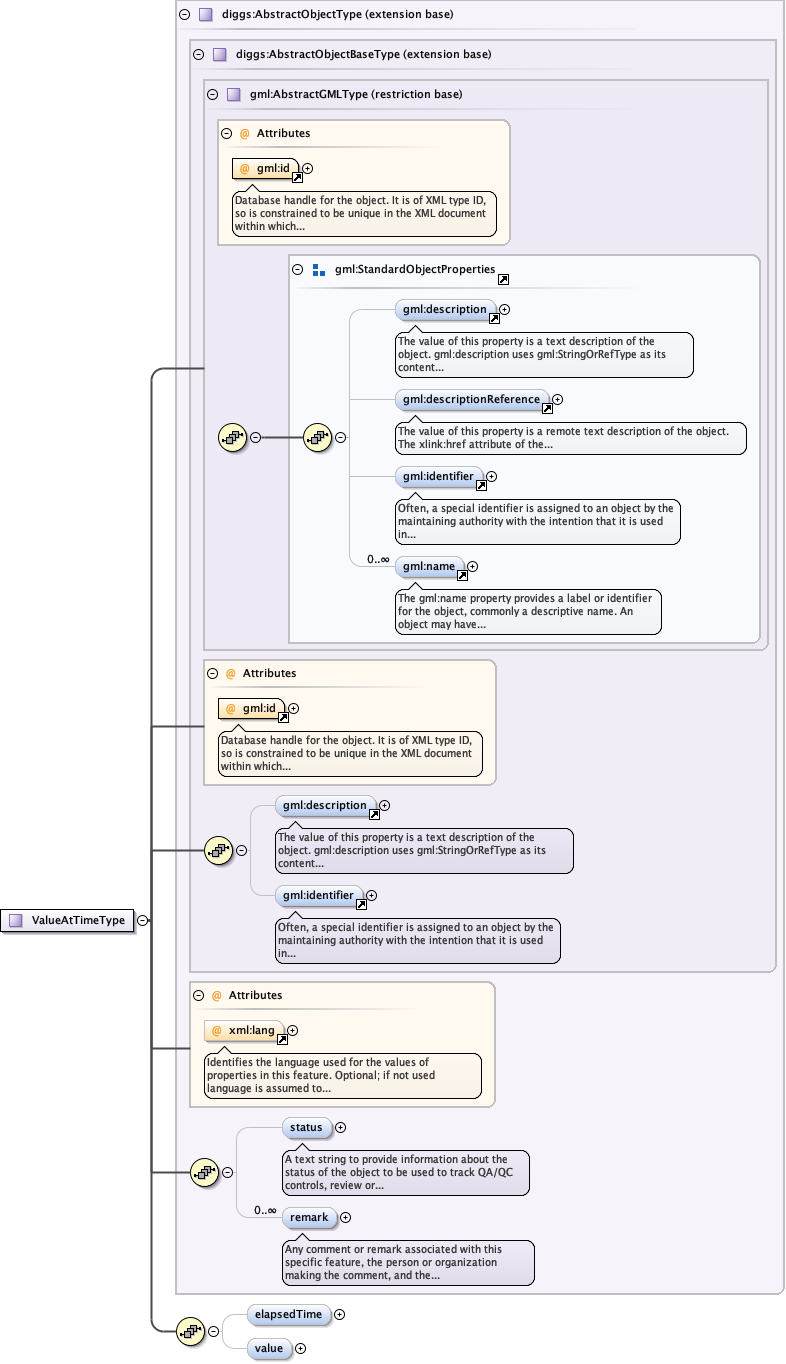 diggs:AbstractObjectType (extension base)
diggs:AbstractObjectBaseType (extension base)
gml:AbstractGMLType (restriction base)
@ Attributes
@ gml:id
Database handle for the object. It is of XML type ID,
so is constrained to be unique in the XML document
within which...
gml:StandardObjectProperties
gml:description
The value of this property is a text description of the
object. gml:description uses gml:StringOrRefType as its
content...
gml:descriptionReference
The value of this property is a remote text description of the object.
The xlink:href attribute of the...
gml:identifier
Often, a special identifier is assigned to an object by the
maintaining authority with the intention that it is used
in...
0..∞
gml:name
The gml:name property provides a label or identifier
for the object, commonly a descriptive name. An
object may have...
@ Attributes
@ gml:id
Database handle for the object. It is of XML type ID,
so is constrained to be unique in the XML document
within which...
gml:description
The value of this property is a text description of the
object. gml:description uses gml:StringOrRefType as its
content...
gml:identifier
Often, a special identifier is assigned to an object by the
maintaining authority with the intention that it is used
in...
ValueAtTimeType
@ Attributes
@ xml:lang
Identifies the language used for the values of
properties in this feature. Optional; if not used
language is assumed to...
status
A text string to provide information about the
status of the object to be used to track QA/QC
controls, review or...
0..∞
remark
Any comment or remark associated with this
specific feature, the person or organization
making the comment, and the...
elapsedTime
value